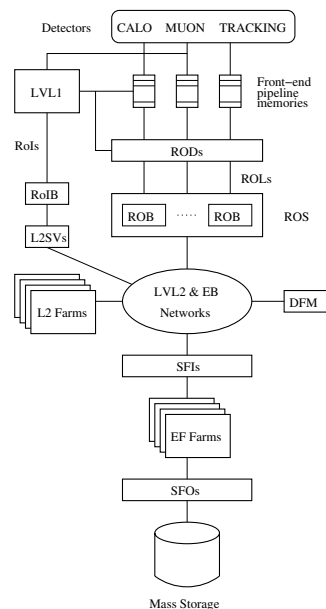 Detectors
CALO MUON TRACKING
LVL1
Front-end
pipeline
memories
RoIs
RODs
ROLs
RoIB
ROB ..... ROB
ROS
L2SVs
LVL2 & EB
Networks
L2 Farms
DFM
SFIs
EF Farms
SFOs
Mass Storage